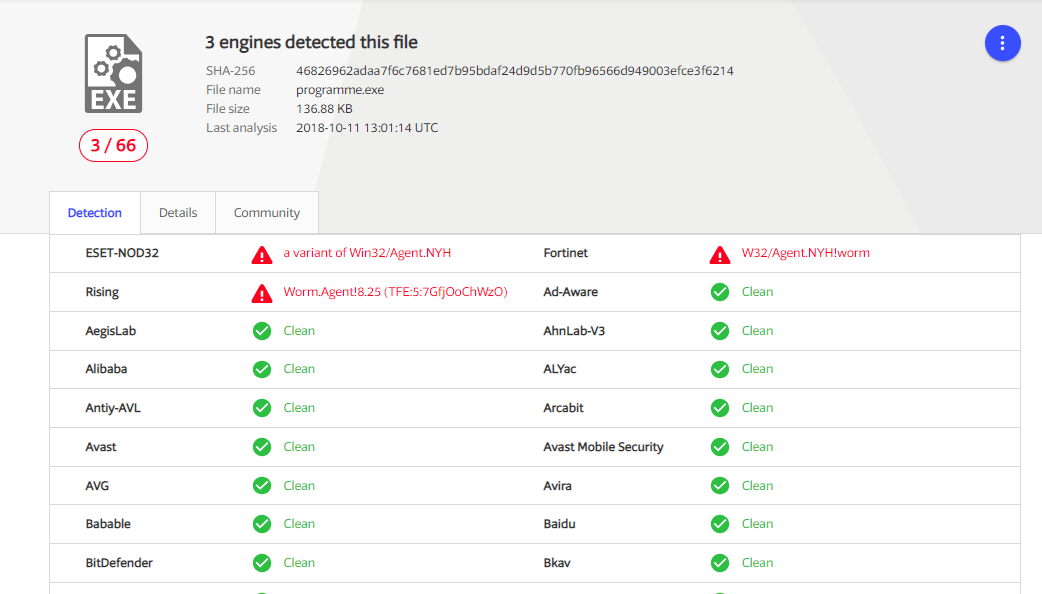 3 engines detected this file
SHA-256 46826962adaa7f6c7681ed7b95bdaf24d9d5b770fb96566d949003efce3f6214
File name programme.exe
File size 136.88 KB
Last analysis 2018-10-11 13:01:14 UTC
EXE
3 / 66
Detection Details Community
ESET-NOD32 a variant of Win32/Agent.NYH Fortinet W32/Agent.NYH!worm
Rising Worm.Agent!8.25 (TFE:5:7GfjOoChWzO) Ad-Aware Clean
AegisLab Clean AhnLab-V3 Clean
Alibaba Clean ALYac Clean
Antiy-AVL Clean Arcabit Clean
Avast Clean Avast Mobile Security Clean
AVG Clean Avira Clean
Babable Clean Baidu Clean
BitDefender Clean Bkav Clean